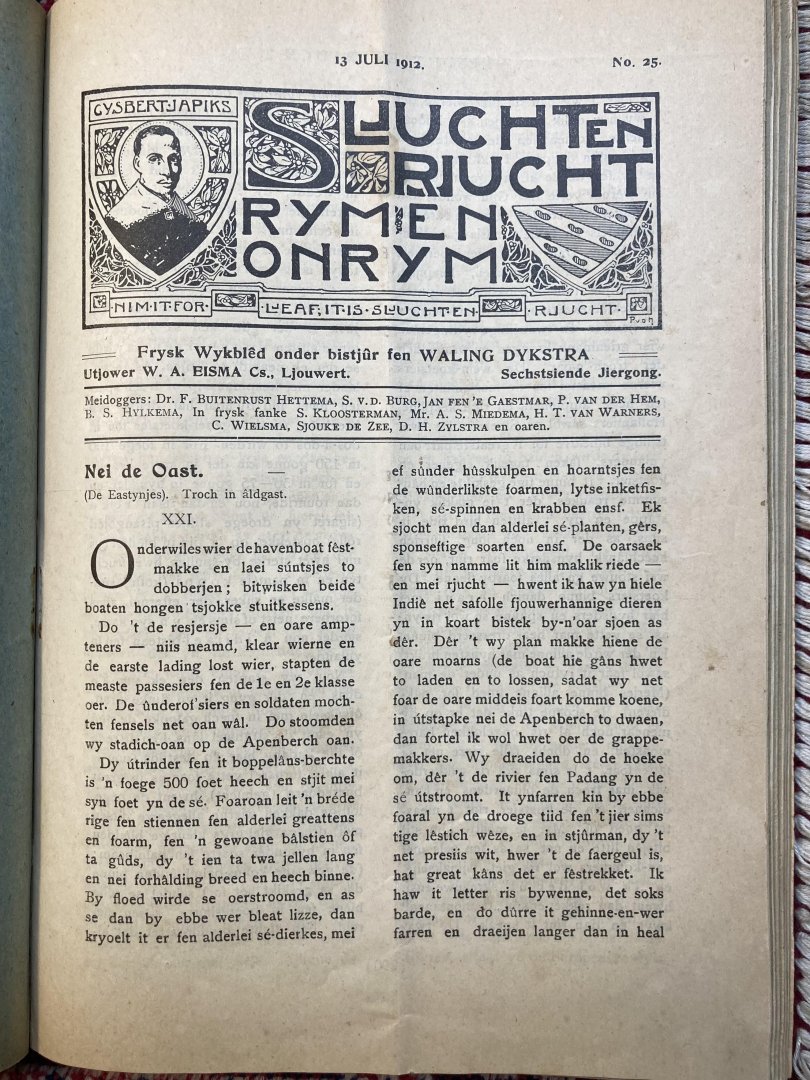 13 JULI 1912.
No. 25.
GYSBERT JAPIKS
SLJUCHT EN
RJUCHT
RYM EN
ONRYM
NIM·IT·FOR·LJEAF, IT·IS·SLJUCHT·EN·RJUCHT·
Frysk Wykblêd onder bistjûr fen WALING DYKSTRA
Utjower W. A. EISMA Cs., Ljouwert.
Sechstsiende Jiergong.
Meidoggers: Dr. F. BUITENRUST HETTEMA, S. V.D. BURG, JAN FEN 'E GAESTMAR, P. VAN DER HEM,
B. S. HYLKEMA, In frysk fanke S. KLOOSTERMAN, Mr. A. S. MIEDEMA, H. T. VAN WARNERS,
C. WIELSMA, SJOUKE DE ZEE, D. H. ZYLSTRA en oaren.
Nei de Oast.
(De Eastynjes). Troch in âldgast.
XXI.
Onderwiles wier de havenboat fêst-
makke en laei súntsjes to
dobberjen; bitwisken beide
boaten hongen tsjokke stuitkessens.
Do 't de resjersje — en oare amp-
teners — niis neamd, klear wierne en
de earste lading lost wier, stapten de
measte passesiers fen de 1e en 2e klasse
oer. De ûnderof'siers en soldaten moch-
ten fensels net oan wâl. Do stoomden
wy stadich-oan op de Apenberch oan.
Dy útrinder fen it boppelâns-berchte
is 'n foege 500 foet heech en stjit mei
syn foet yn de sé. Foaroan leit 'n bréde
rige fen stiennen fen alderlei greattens
en foarm, fen 'n gewoane bâlstien ôf
ta gûds, dy 't ien ta twa jellen lang
en nei forhâlding breed en heech binne.
By floed wirde se oerstroomd, en as
se dan by ebbe wer bleat lizze, dan
kryoelt it er fen alderlei sé-dierkes, mei
ef sûnder hûsskulpen en hoarntsjes fen
de wûnderlikste foarmen, lytse inketfis-
ken, sé-spinnen en krabben ensf. Ek
sjocht men dan alderlei sé-planten, gêrs,
sponseftige soarten ensf. De oarsaek
fen syn namme lit him maklik riede —
en mei rjucht — hwent ik haw yn hiele
Indiê net safolle fjouwerhannige dieren
yn in koart bistek by-n'oar sjoen as
dêr. Dêr 't wy plan makke hiene de
oare moarns (de boat hie gâns hwet
to laden en to lossen, sadat wy net
foar de oare middeis foart komme koene,
in útstapke nei de Apenberch to dwaen,
dan fortel ik wol hwet oer de grappe-
makkers. Wy draeiden do de hoeke
om, dêr 't de rivier fen Padang yn de
sé útstroomt. It ynfarren kin by ebbe
foaral yn de droege tiid fen 't jier sims
tige lêstich wêze, en in stjûrman, dy 't
net presiis wit, hwer 't de faergeul is,
hat great kâns det er fêstrekket. Ik
haw it letter ris bywenne, det soks
barde, en do dûrre it gehinne-en-wer
farren en draeijen langer dan in heal